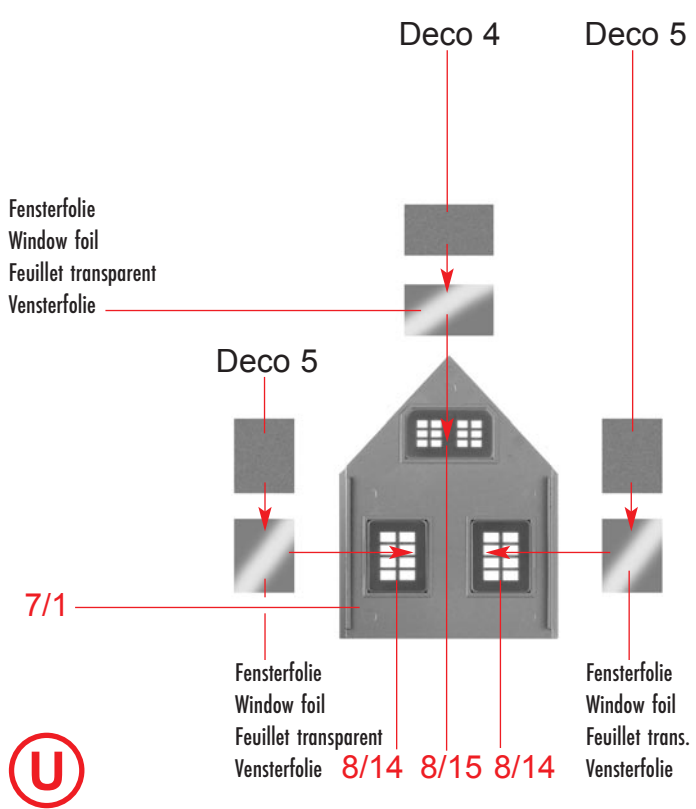 Deco 4
Deco 5
Fensterfolie
Window foil
Feuillet transparent
Vensterfolie
Deco 5
7/1
Fensterfolie
Window foil
Feuillet transparent
Vensterfolie
8/14
8/15
8/14
Fensterfolie
Window foil
Feuillet trans.
Vensterfolie
U